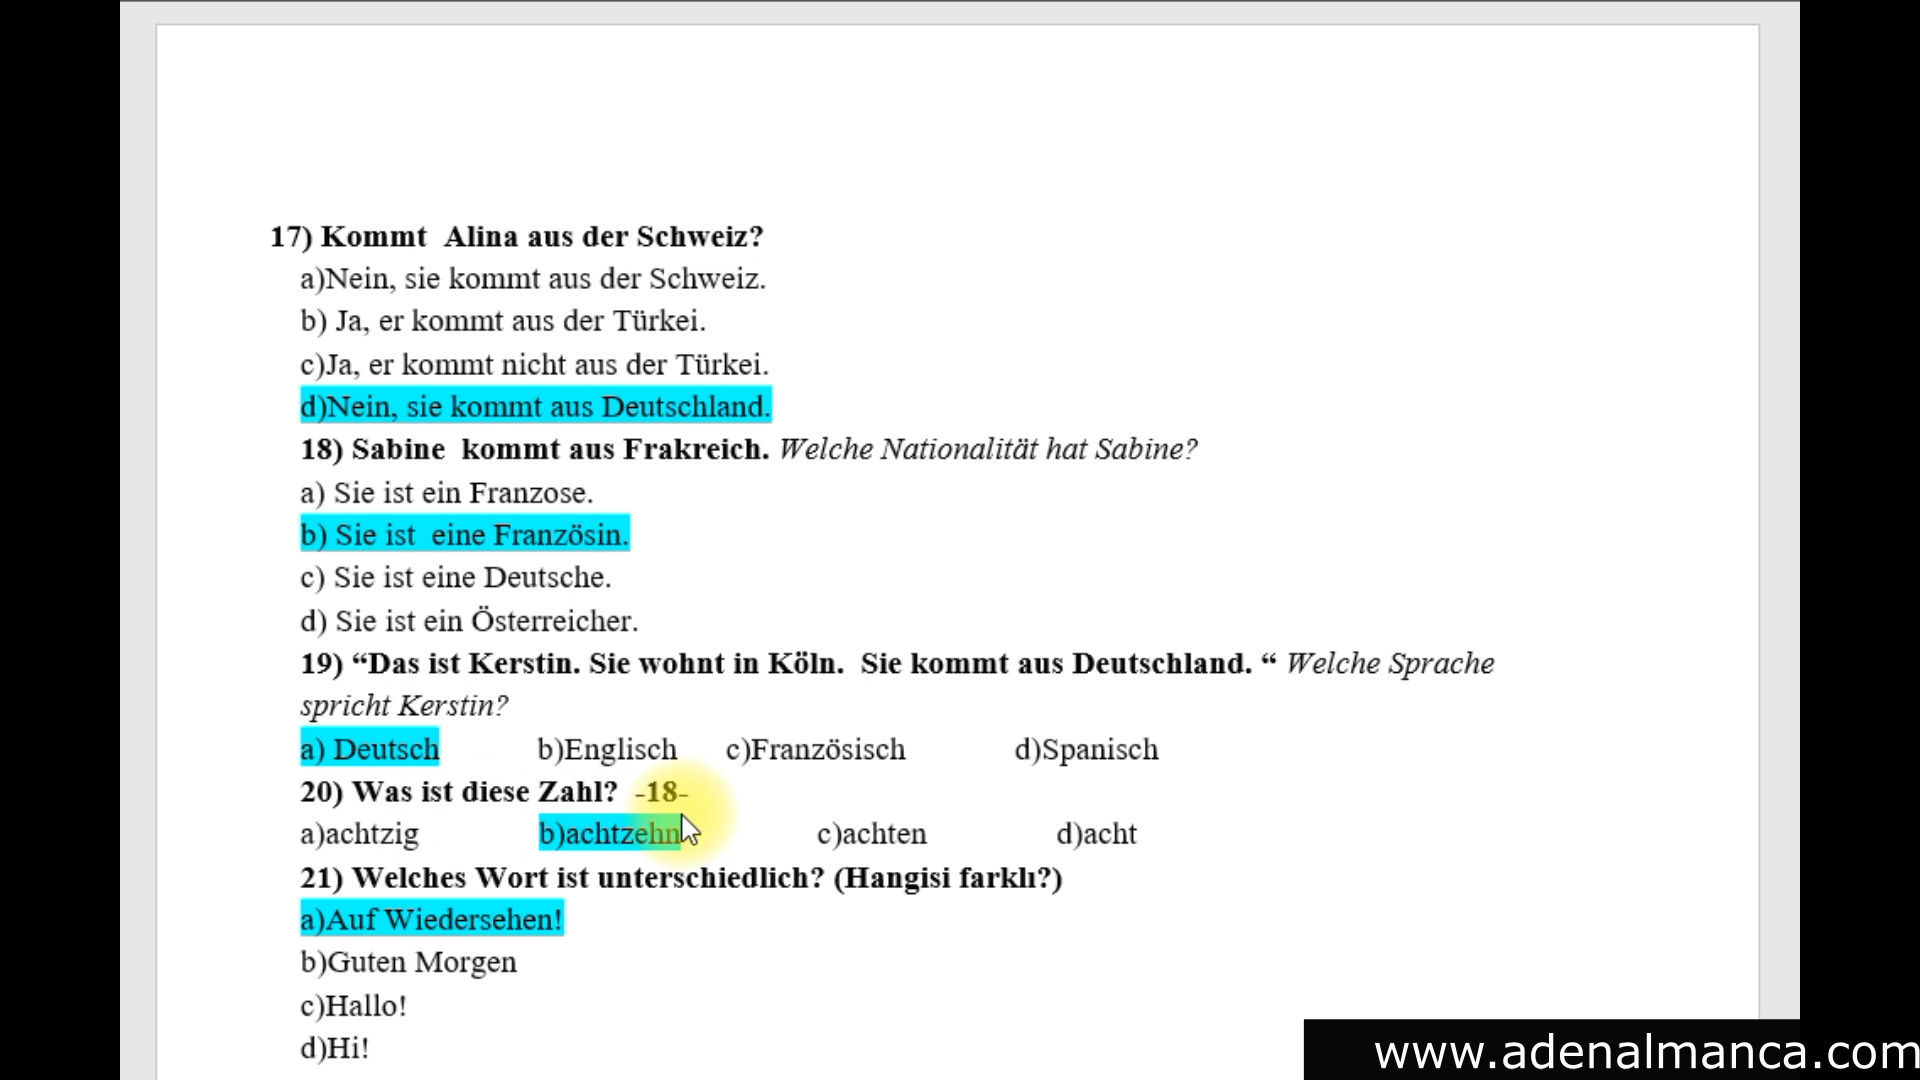 17) Kommt Alina aus der Schweiz?
a)Nein, sie kommt aus der Schweiz.
b) Ja, er kommt aus der Türkei.
c)Ja, er kommt nicht aus der Türkei.
d)Nein, sie kommt aus Deutschland.
18) Sabine kommt aus Frakreich. Welche Nationalität hat Sabine?
a) Sie ist ein Franzose.
b) Sie ist eine Französin.
c) Sie ist eine Deutsche.
d) Sie ist ein Österreicher.
19) “Das ist Kerstin. Sie wohnt in Köln. Sie kommt aus Deutschland. “ Welche Sprache
spricht Kerstin?
a) Deutsch b)Englisch c)Französisch d)Spanisch
20) Was ist diese Zahl? -18-
a)achtzig b)achtzehn c)achten d)acht
21) Welches Wort ist unterschiedlich? (Hangisi farklı?)
a)Auf Wiedersehen!
b)Guten Morgen
c)Hallo!
d)Hi!
www.adenalmanca.com